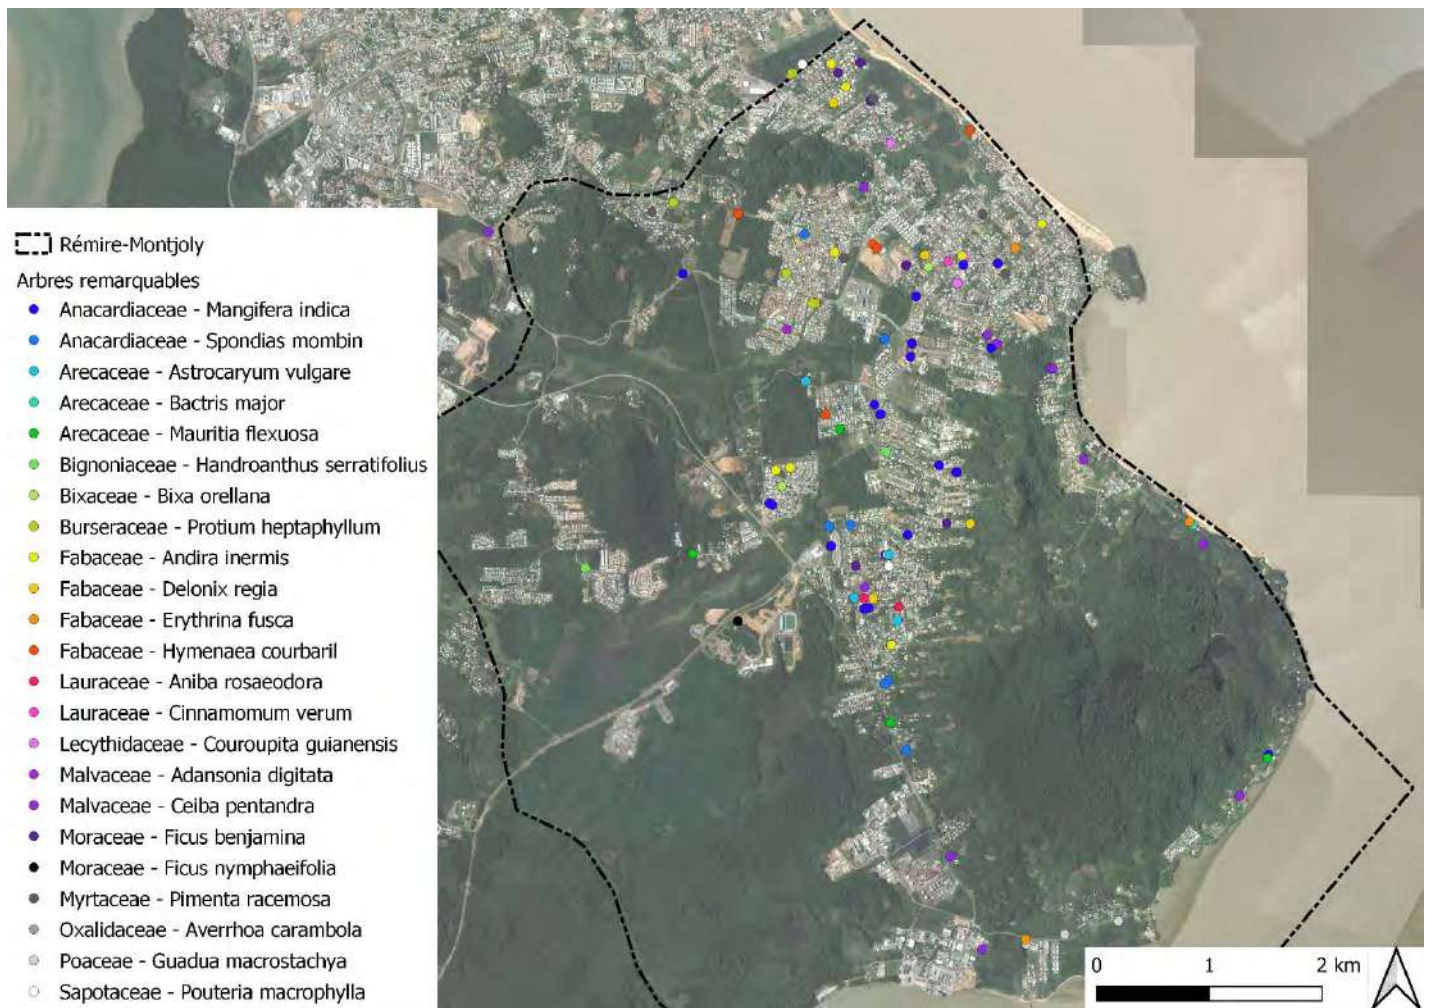 Rémire-Montjoly
Arbres remarquables
Anacardiaceae - Mangifera indica
Anacardiaceae - Spondias mombin
Arecaceae - Astrocaryum vulgare
Arecaceae - Bactris major
Arecaceae - Mauritia flexuosa
Bignoniaceae - Handroanthus serratifolius
Bixaceae - Bixa orellana
Burseraceae - Protium heptaphyllum
Fabaceae - Andira inermis
Fabaceae - Delonix regia
Fabaceae - Erythrina fusca
Fabaceae - Hymenaea courbaril
Lauraceae - Aniba rosaeodora
Lauraceae - Cinnamomum verum
Lecythidaceae - Couroupita guianensis
Malvaceae - Adansonia digitata
Malvaceae - Ceiba pentandra
Moraceae - Ficus benjamina
Moraceae - Ficus nymphaeifolia
Myrtaceae - Pimenta racemosa
Oxalidaceae - Averrhoa carambola
Poaceae - Guadua macrostachya
Sapotaceae - Pouteria macrophylla
0 1 2 km